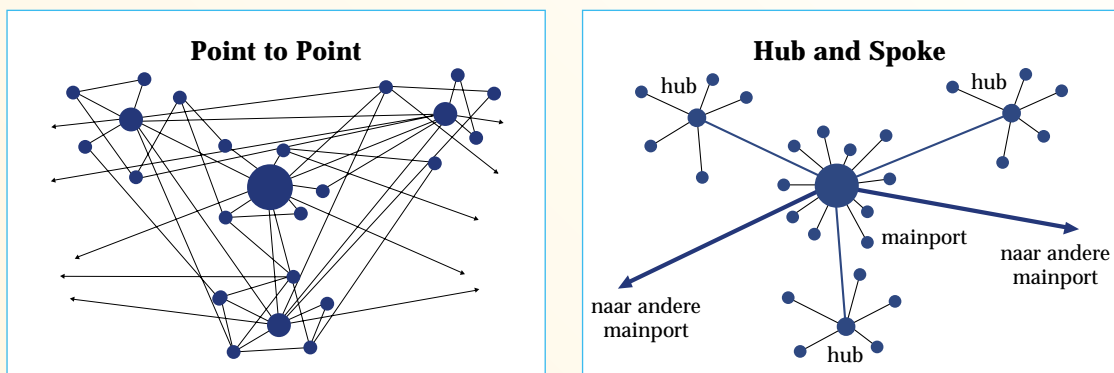 Point to Point
Hub and Spoke
hub
hub
mainport
naar andere
mainport
naar andere
mainport
hub